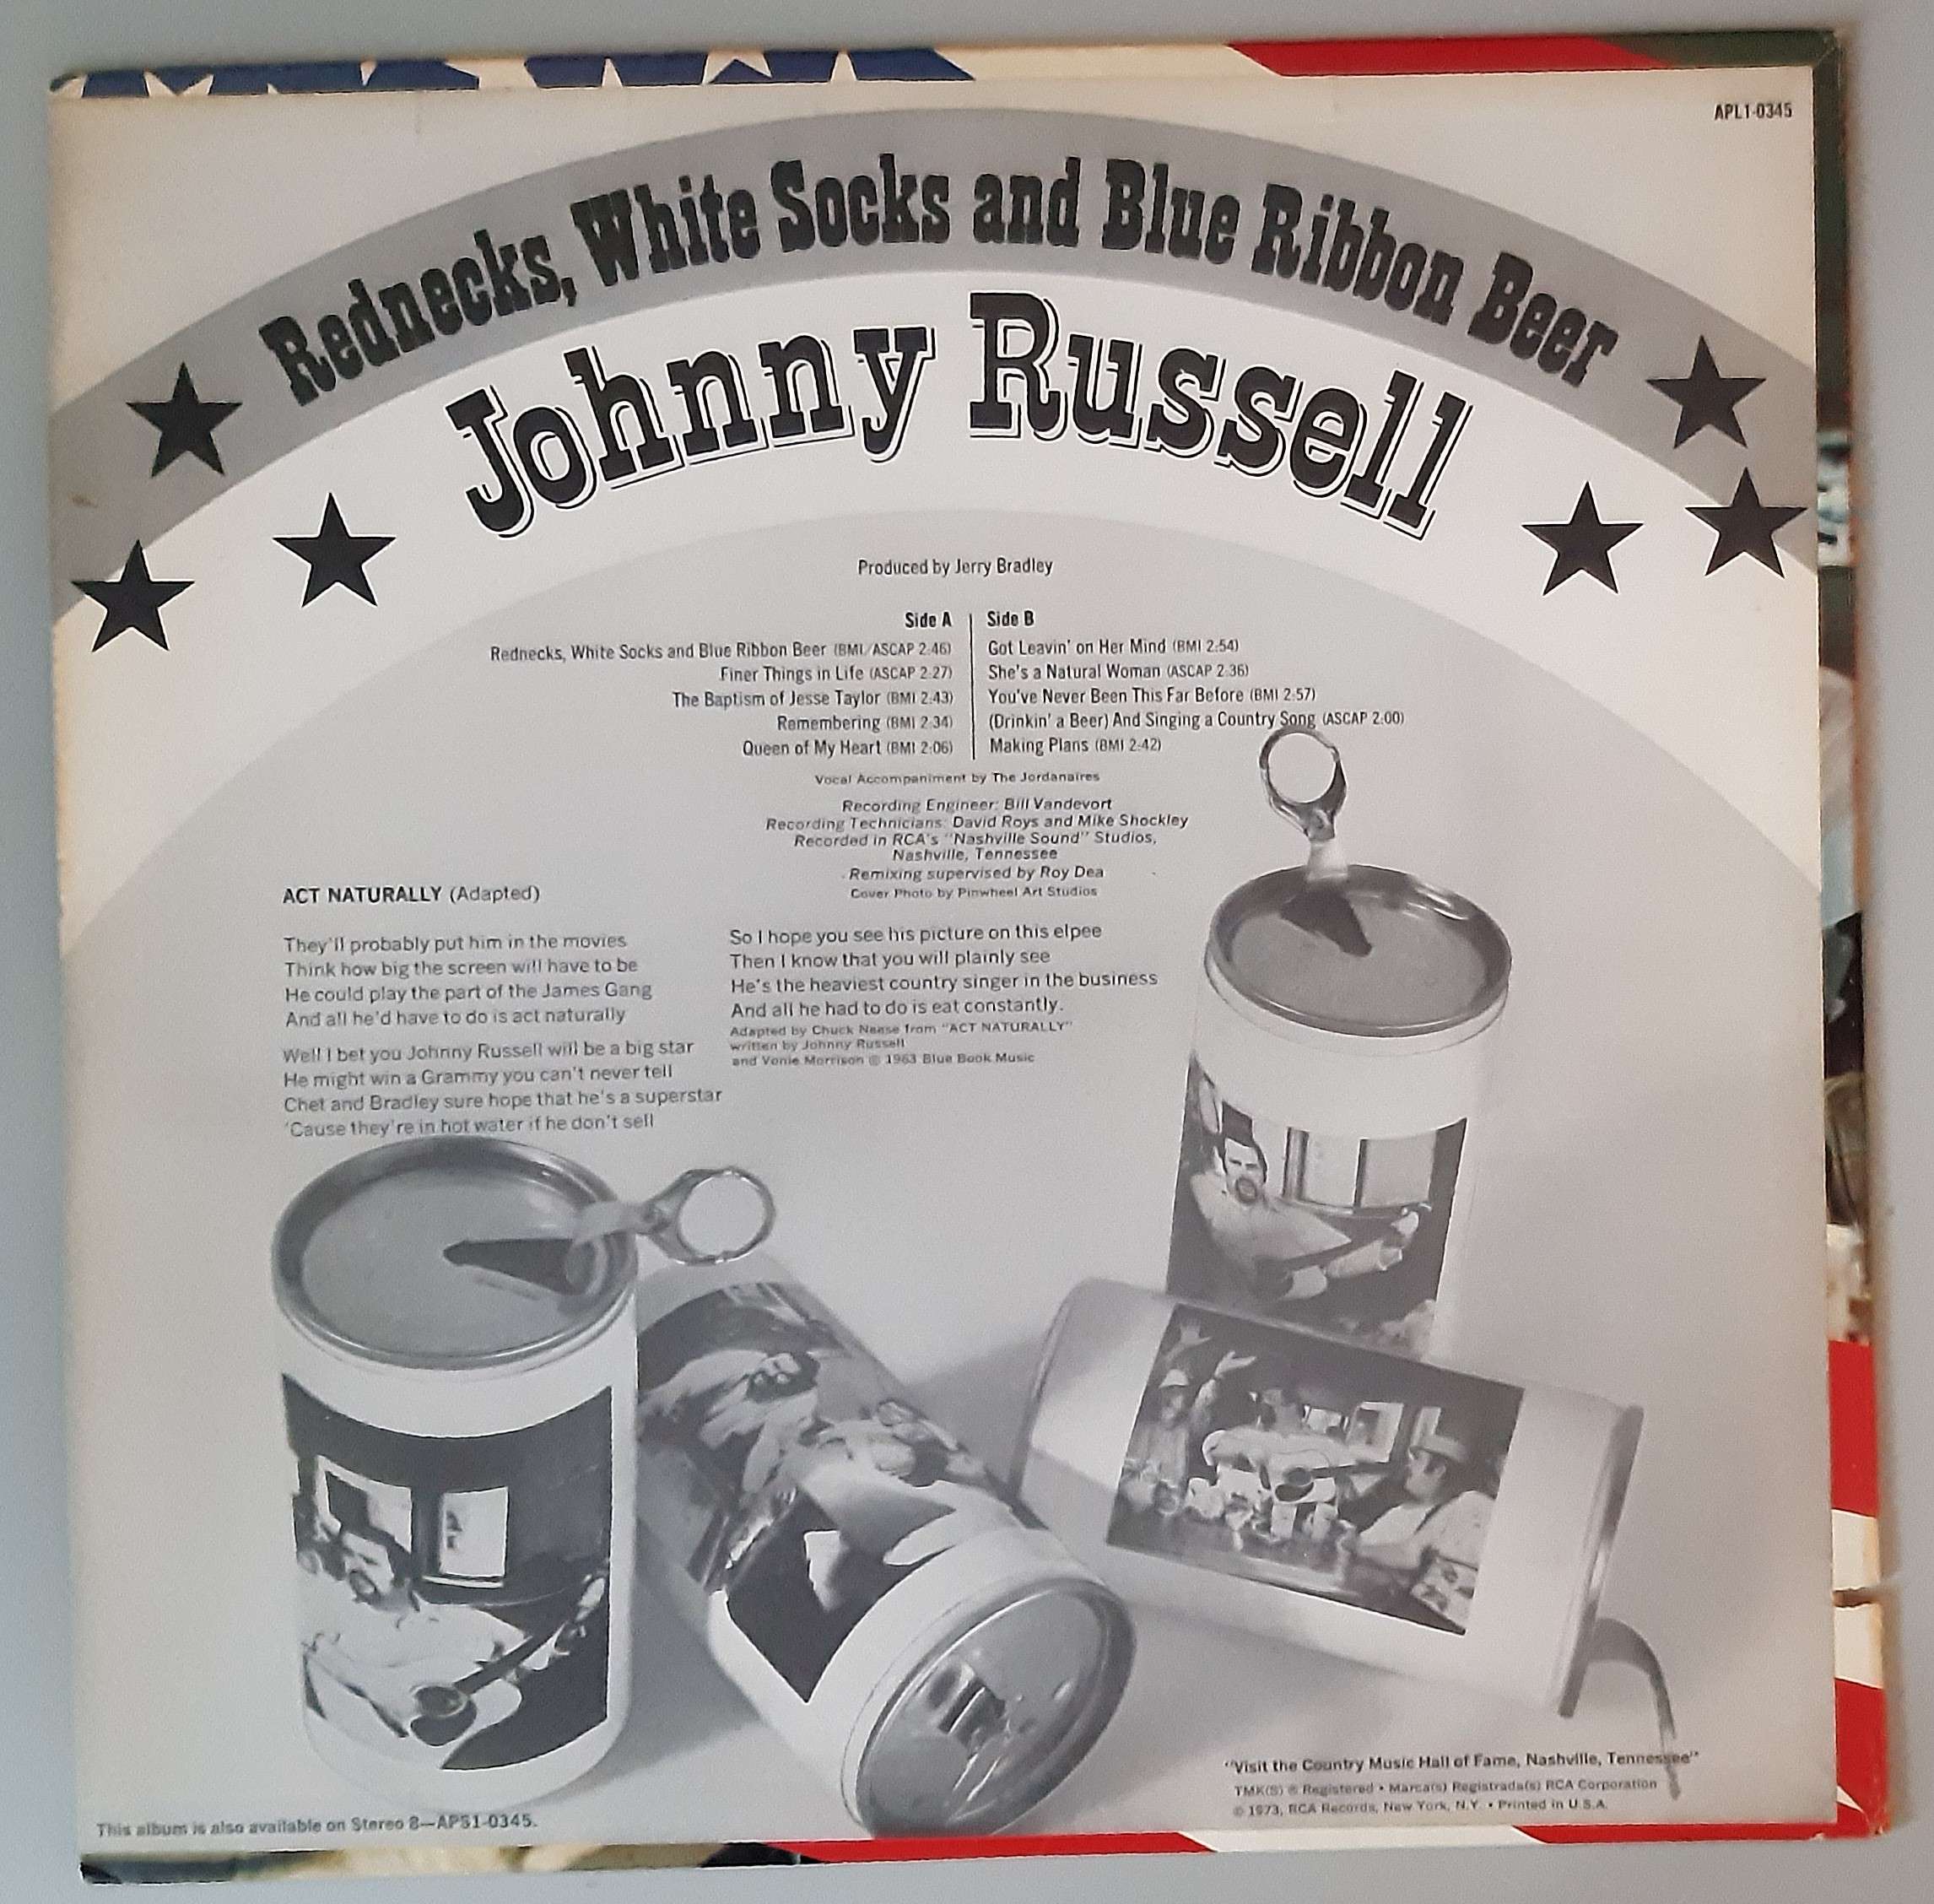 APL1-0345
Rednecks, White Socks and Blue Ribbon Beer
Johnny Russell
Produced by Jerry Bradley
Side A
Rednecks, White Socks and Blue Ribbon Beer (BMI/ASCAP 2:46)
Finer Things in Life (ASCAP 2:27)
The Baptism of Jesse Taylor (BMI 2:43)
Remembering (BMI 2:34)
Queen of My Heart (BMI 2:06)
Side B
Got Leavin' on Her Mind (BMI 2:54)
She's a Natural Woman (ASCAP 2:36)
You've Never Been This Far Before (BMI 2:57)
(Drinkin' a Beer) And Singing a Country Song (ASCAP 2:00)
Making Plans (BMI 2:42)
Vocal Accompaniment by The Jordanaires
Recording Engineer: Bill Vandevort
Recording Technicians: David Roys and Mike Shockley
Recorded in RCA's "Nashville Sound" Studios,
Nashville, Tennessee
Remixing supervised by Roy Dea
Cover Photo by Pinwheel Art Studios
ACT NATURALLY (Adapted)
They'll probably put him in the movies
Think how big the screen will have to be
He could play the part of the James Gang
And all he'd have to do is act naturally
Well I bet you Johnny Russell will be a big star
He might win a Grammy you can't never tell
Chet and Bradley sure hope that he's a superstar
'Cause they're in hot water if he don't sell
So I hope you see his picture on this elpee
Then I know that you will plainly see
He's the heaviest country singer in the business
And all he had to do is eat constantly.
Adapted by Chuck Neese from "ACT NATURALLY"
written by Johnny Russell
and Vonie Morrison © 1963 Blue Book Music
"Visit the Country Music Hall of Fame, Nashville, Tennessee"
TMK(S) ® Registered • Marca(s) Registrada(s) RCA Corporation
© 1973, RCA Records, New York, N.Y. • Printed in U.S.A.
This album is also available on Stereo 8—APS1-0345.